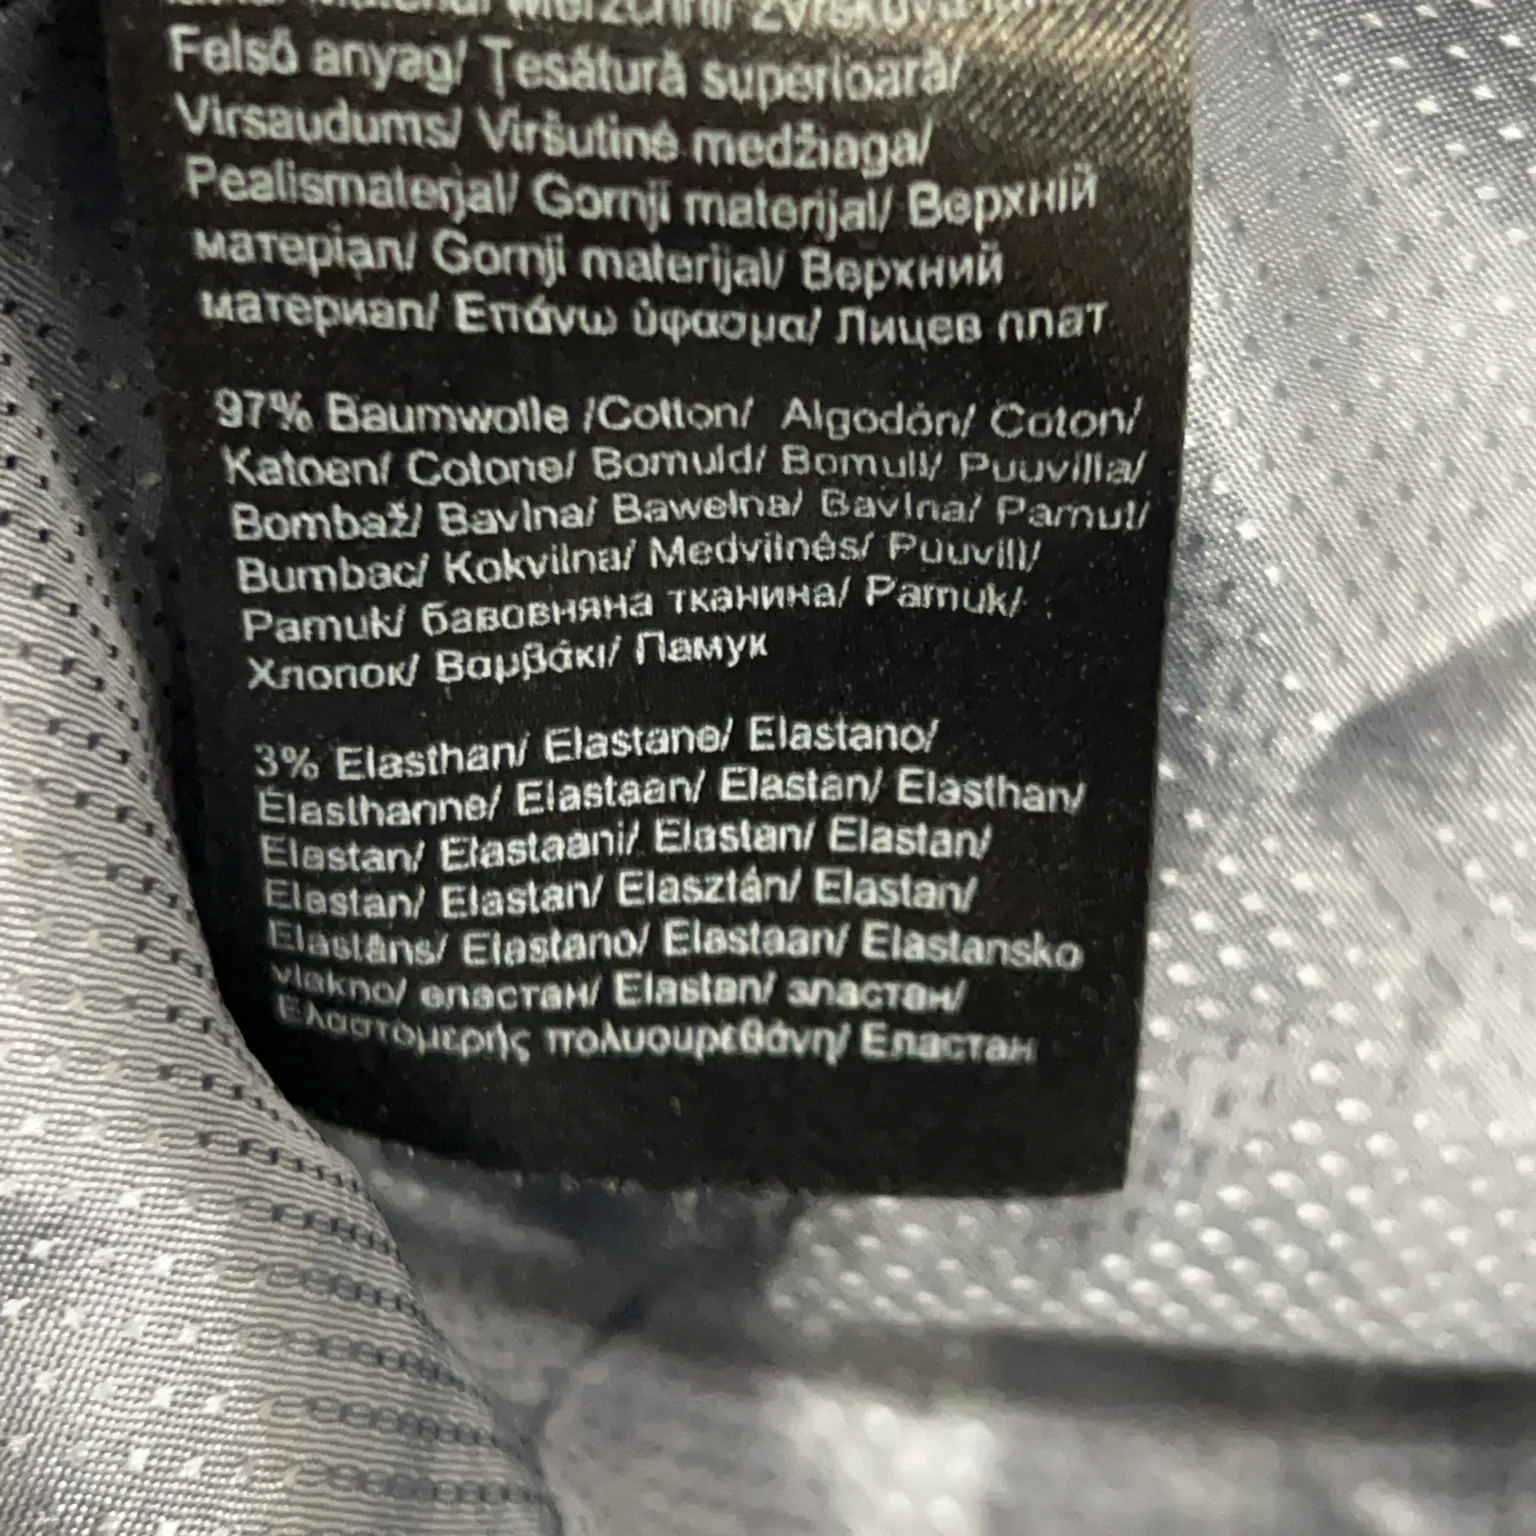 Felső anyag/ Ţesătură superioară/
Virsaudums/ Viršutinė medžiaga/
Pealismaterjal/ Gornji materijal/ Верхній
матеріал/ Gornji materijal/ Верхний
материал/ Επάνω ύφασμα/ Лицев плат
97% Baumwolle /Cotton/ Algodón/ Coton/
Katoen/ Cotone/ Bomuld/ Bomull/ Puuvilla/
Bombaž/ Bavlna/ Bawełna/ Bavlna/ Pamut/
Bumbac/ Kokvilna/ Medvilnės/ Puuvill/
Pamuk/ бавовняна тканина/ Pamuk/
Хлопок/ Βαμβάκι/ Памук
3% Elasthan/ Elastane/ Elastano/
Élasthanne/ Elastaan/ Elastan/ Elasthan/
Elastan/ Elastaani/ Elastan/ Elastan/
Elastan/ Elastan/ Elasztán/ Elastan/
Elastāns/ Elastano/ Elastaan/ Elastansko
vlakno/ еластан/ Elastan/ эластан/
Ελαστομερής πολυουρεθάνη/ Еластан